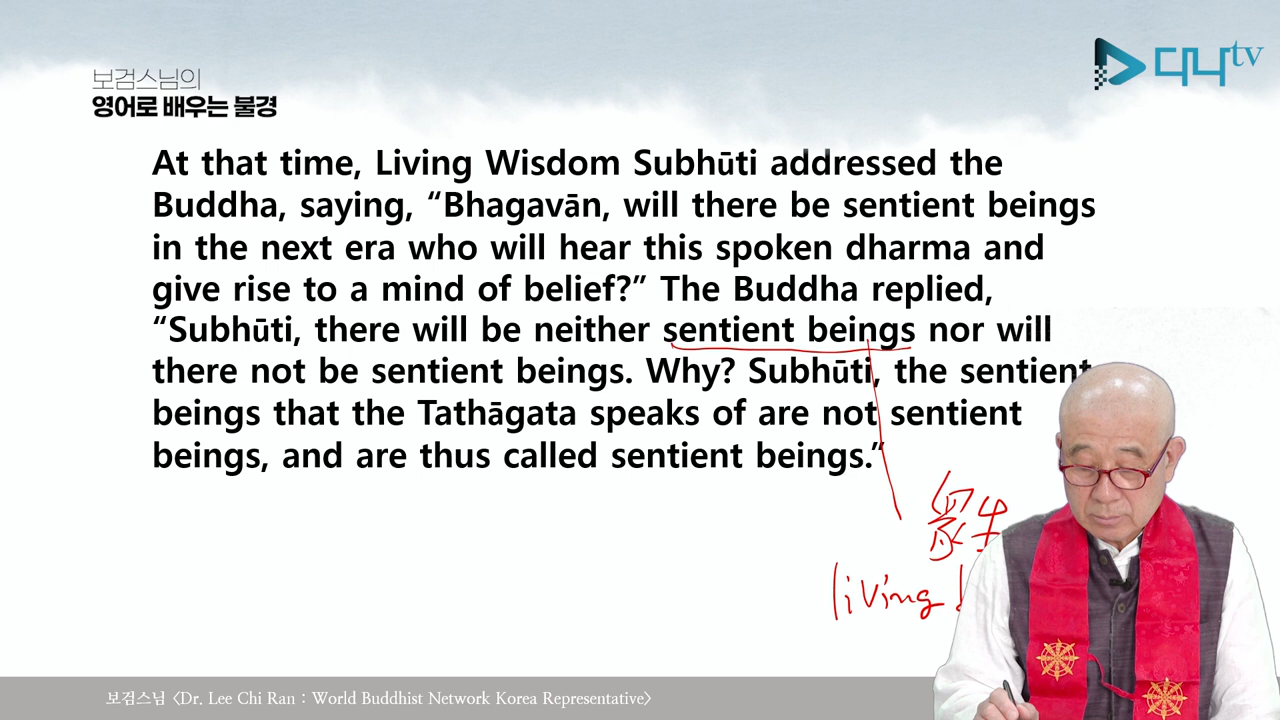 보검스님의
영어로 배우는 불경
다나tv
At that time, Living Wisdom Subhūti addressed the
Buddha, saying, “Bhagavān, will there be sentient beings
in the next era who will hear this spoken dharma and
give rise to a mind of belief?” The Buddha replied,
“Subhūti, there will be neither sentient beings nor will
there not be sentient beings. Why? Subhūti, the sentient
beings that the Tathāgata speaks of are not sentient
beings, and are thus called sentient beings.”
眾生
living
보검스님 <Dr. Lee Chi Ran : World Buddhist Network Korea Representative>